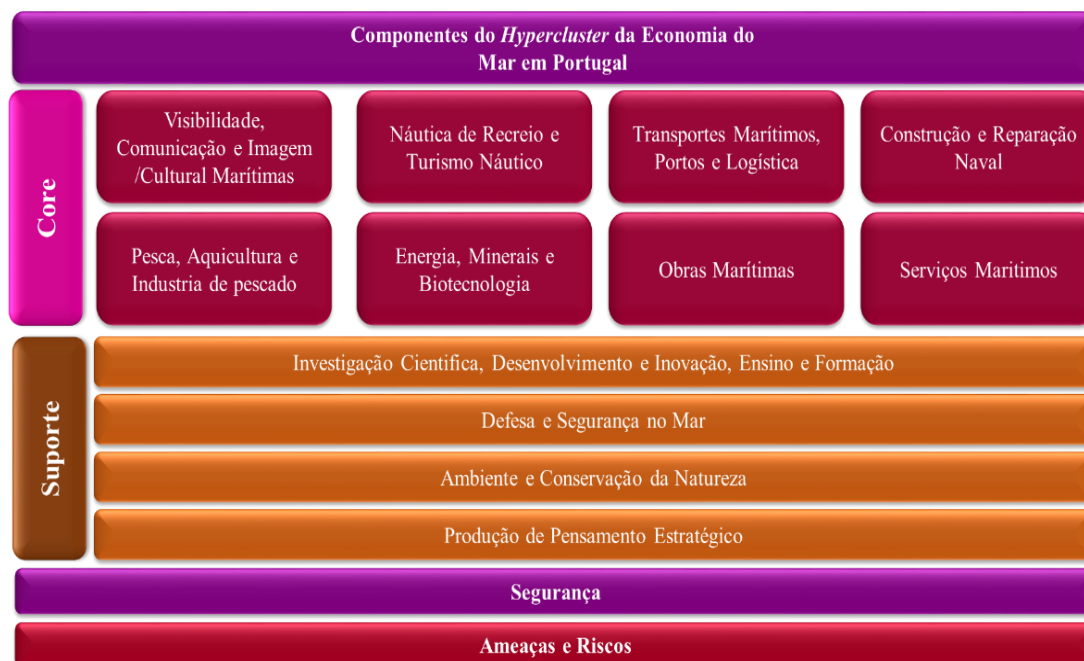 Componentes do Hypercluster da Economia do
Mar em Portugal
Core
Visibilidade,
Comunicação e Imagem
/Cultural Marítimas
Náutica de Recreio e
Turismo Náutico
Transportes Marítimos,
Portos e Logística
Construção e Reparação
Naval
Pesca, Aquicultura e
Industria de pescado
Energia, Minerais e
Biotecnologia
Obras Marítimas
Serviços Maritimos
Suporte
Investigação Cientifica, Desenvolvimento e Inovação, Ensino e Formação
Defesa e Segurança no Mar
Ambiente e Conservação da Natureza
Produção de Pensamento Estratégico
Segurança
Ameaças e Riscos